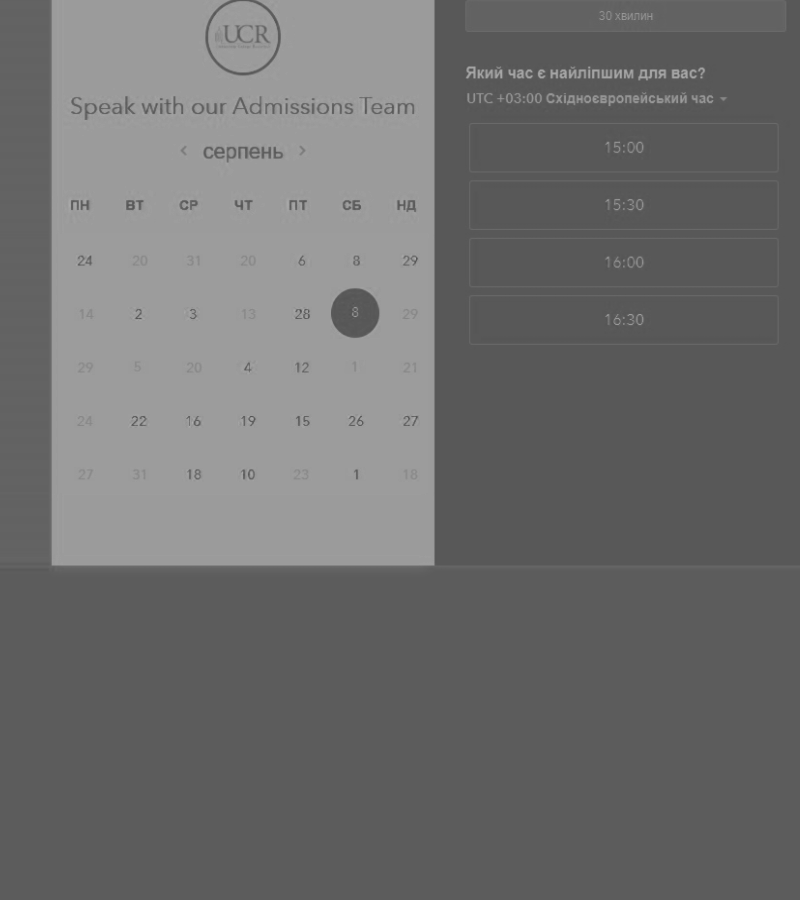 UCR
Speak with our Admissions Team
< серпень >
ПН ВТ СР ЧТ ПТ СБ НД
24 20 31 20 6 8 29
14 2 3 13 28 8 29
29 5 20 4 12 1 21
24 22 16 19 15 26 27
27 31 18 10 23 1 18
30 хвилин
Який час є найліпшим для вас?
UTC +03:00 Східноєвропейський час
15:00
15:30
16:00
16:30